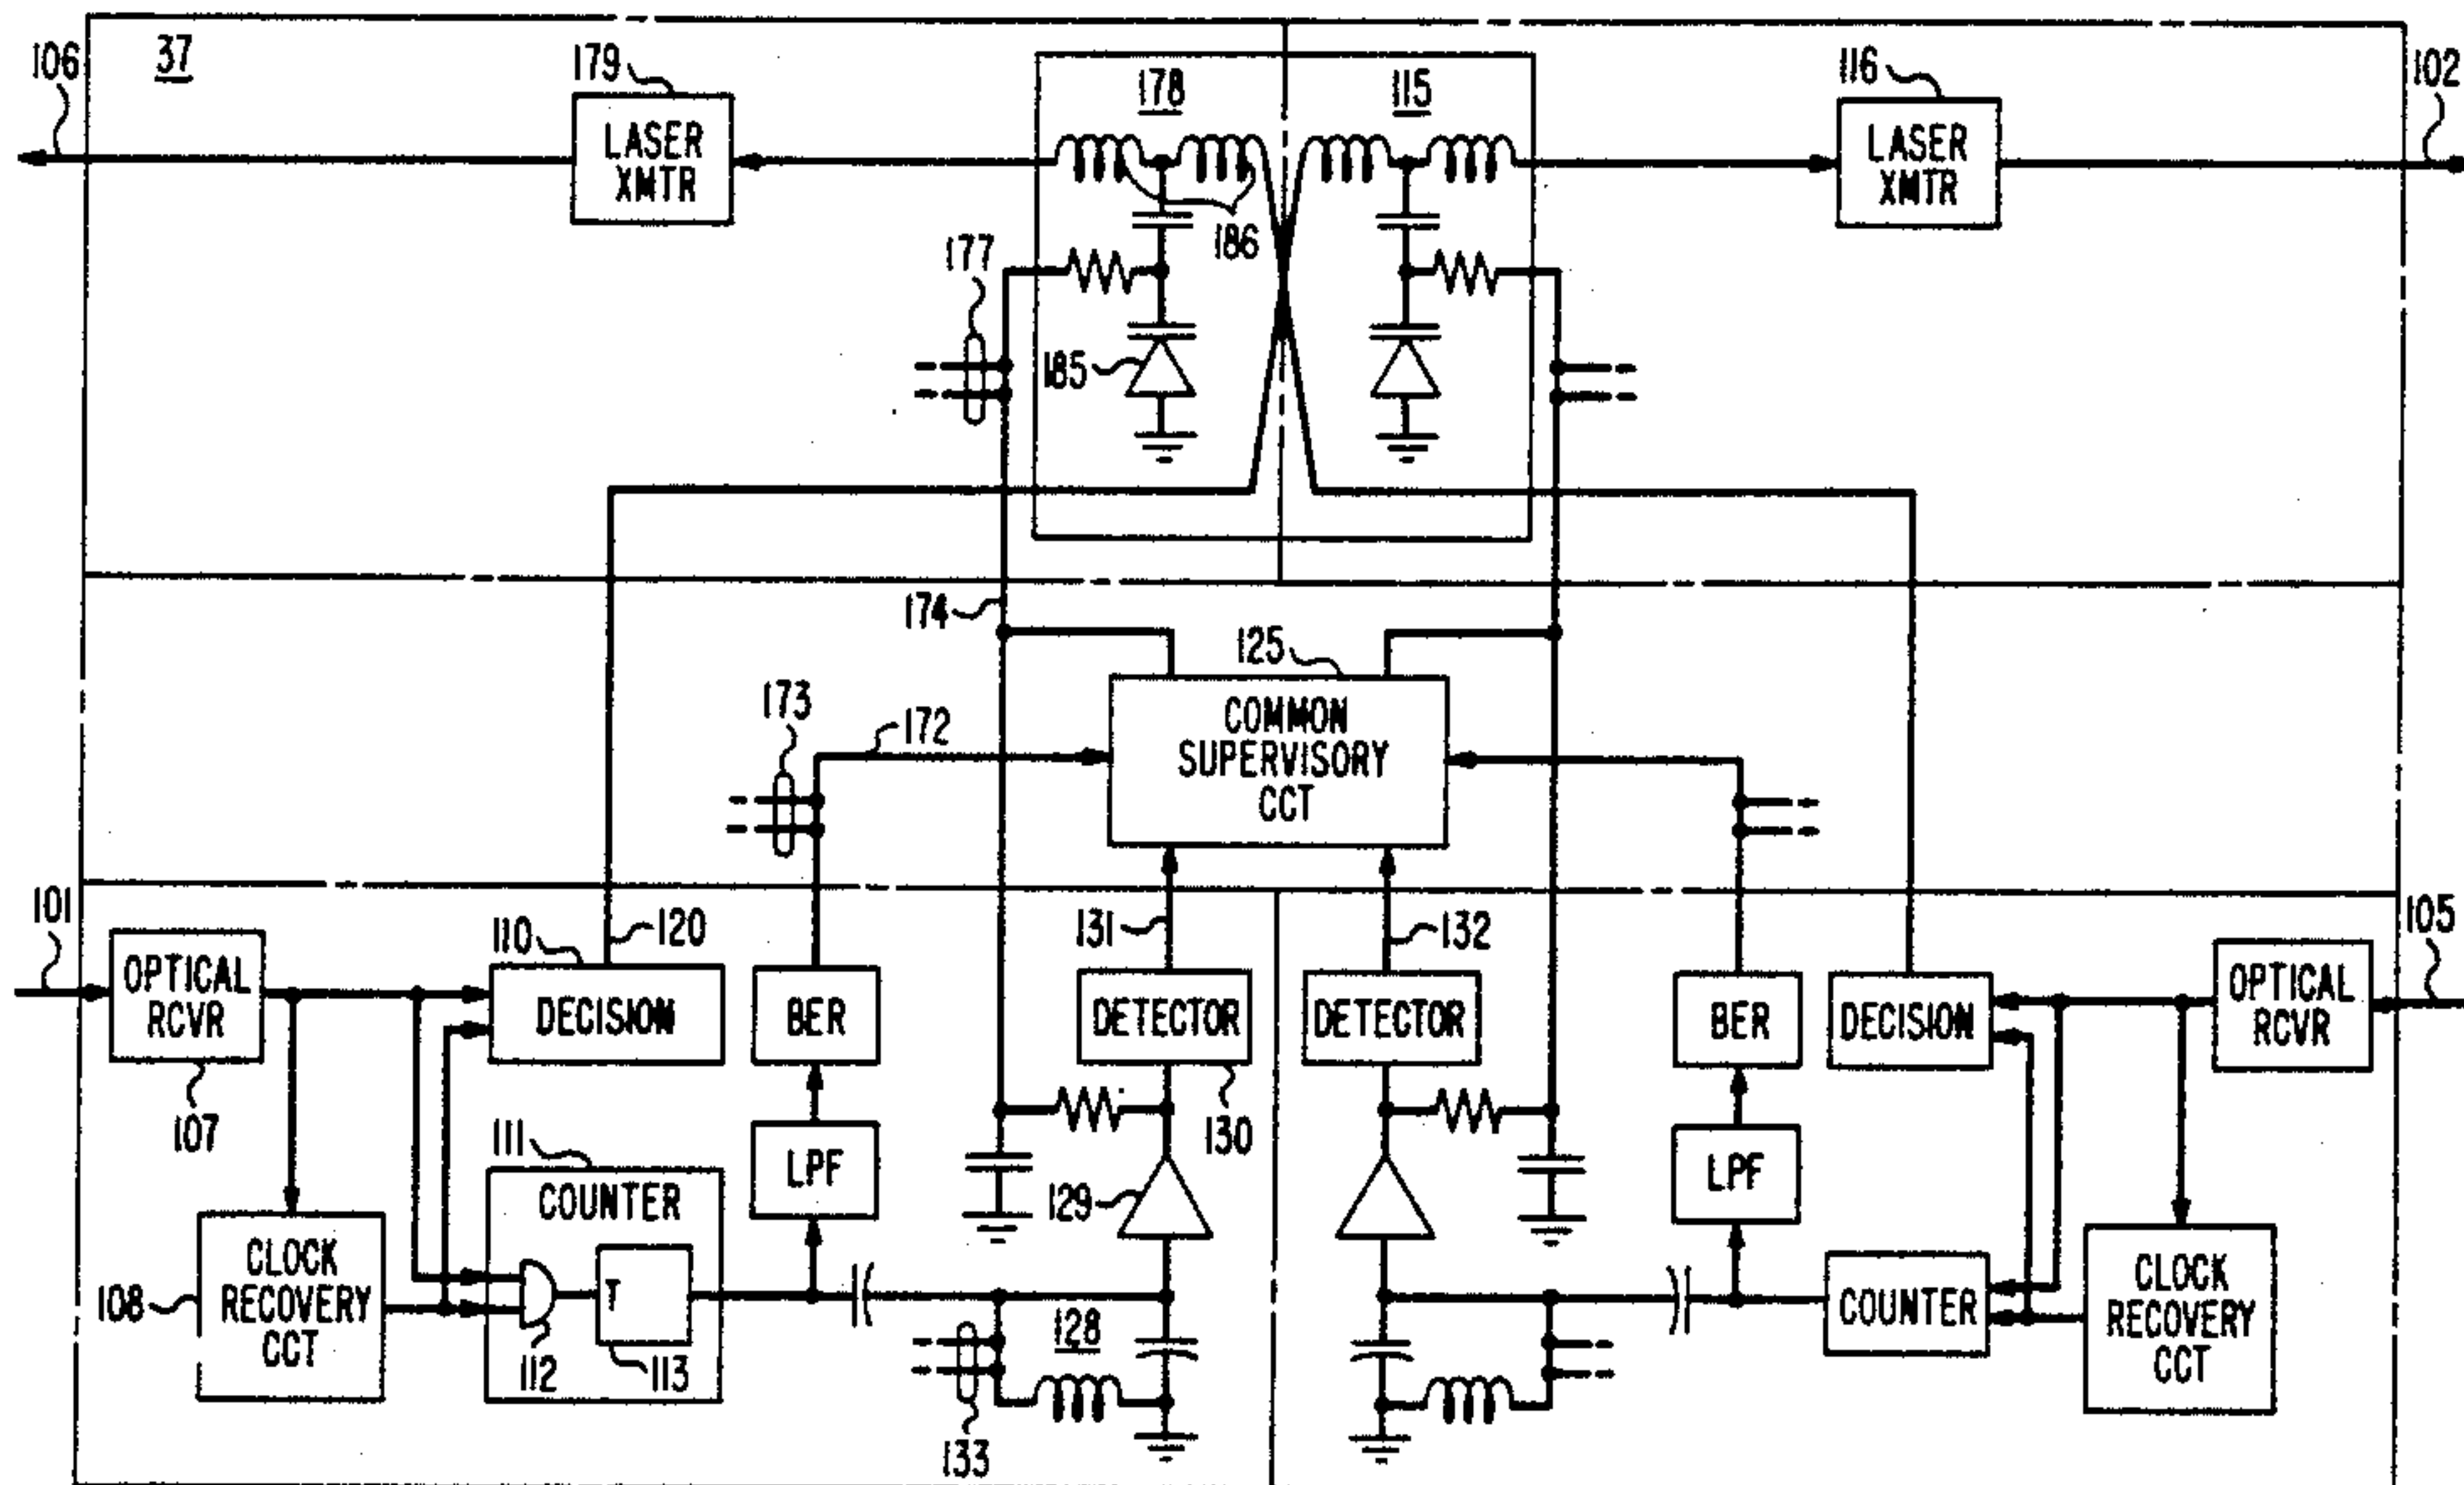 37
106
179
LASER
XMTR
178
115
116
LASER
XMTR
102
186
177
185
174
125
COMMON
SUPERVISORY
CCT
173
172
101
110
120
131
132
105
OPTICAL
RCVR
DECISION
BER
DETECTOR
DETECTOR
BER
DECISION
OPTICAL
RCVR
107
130
111
COUNTER
LPF
129
LPF
108
CLOCK
RECOVERY
CCT
T
112
113
128
133
COUNTER
CLOCK
RECOVERY
CCT